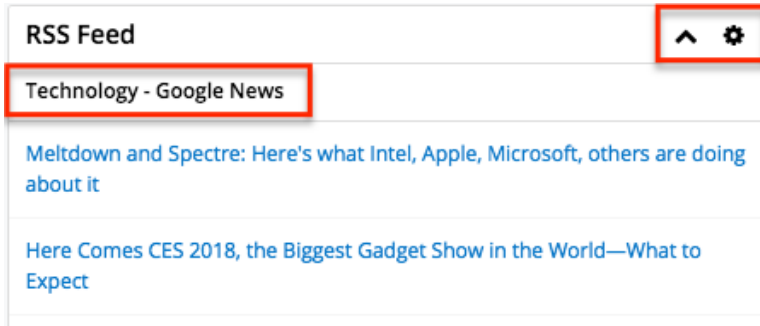 RSS Feed
Technology - Google News
Meltdown and Spectre: Here's what Intel, Apple, Microsoft, others are doing
about it
Here Comes CES 2018, the Biggest Gadget Show in the World—What to
Expect